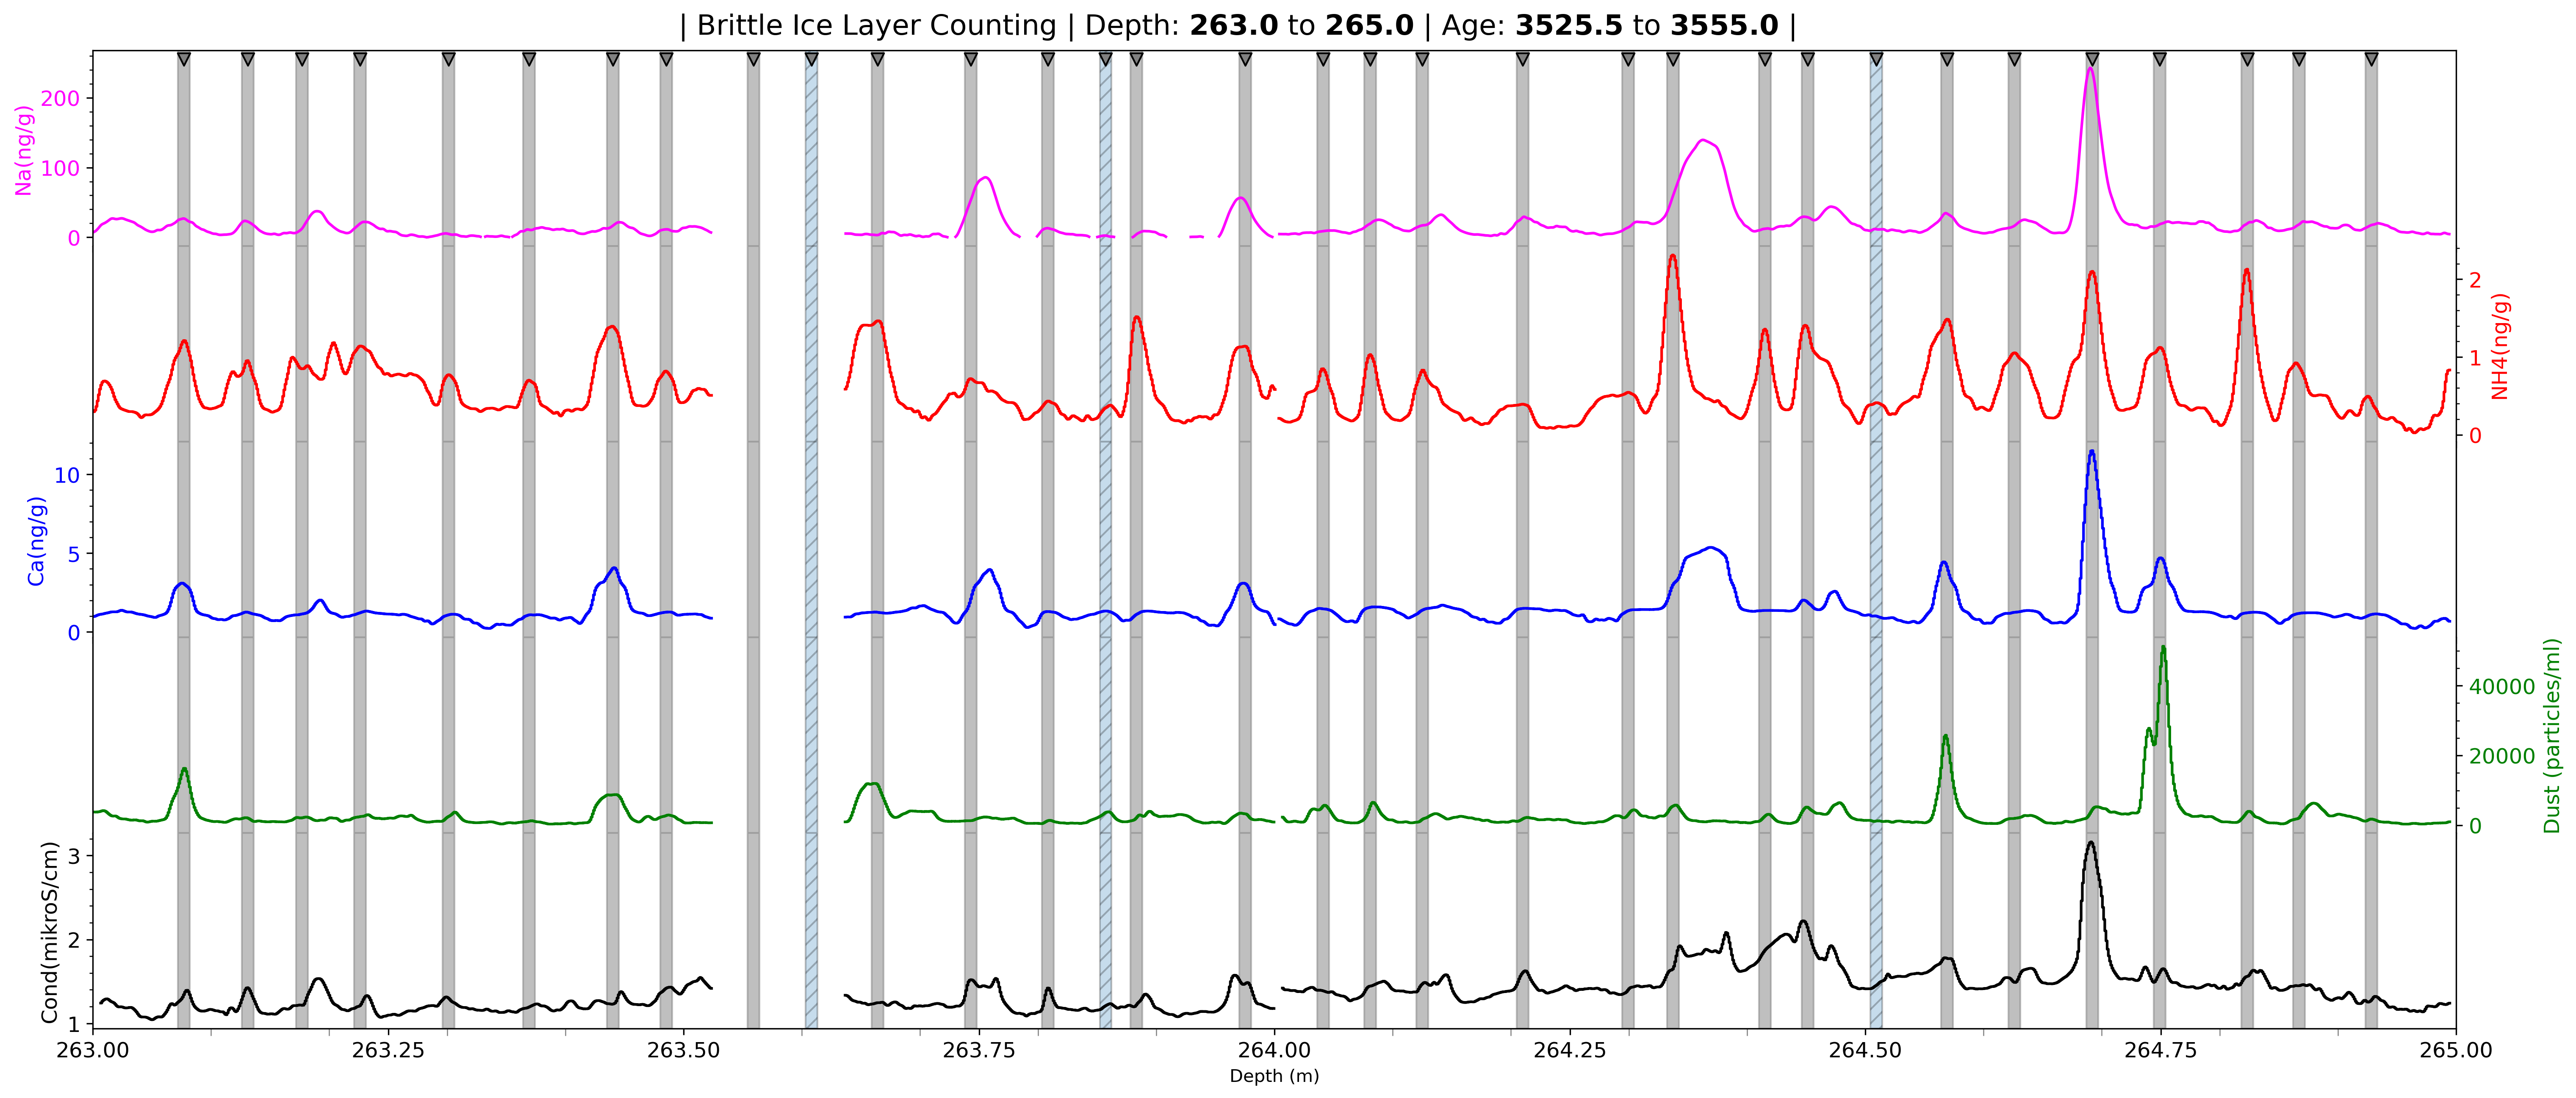 | Brittle Ice Layer Counting | Depth: 263.0 to 265.0 | Age: 3525.5 to 3555.0 |
Na(ng/g)
200
100
0
NH4(ng/g)
2
1
0
Ca(ng/g)
10
5
0
Dust (particles/ml)
40000
20000
0
Cond(mikroS/cm)
3
2
1
263.00 263.25 263.50 263.75 264.00 264.25 264.50 264.75 265.00
Depth (m)